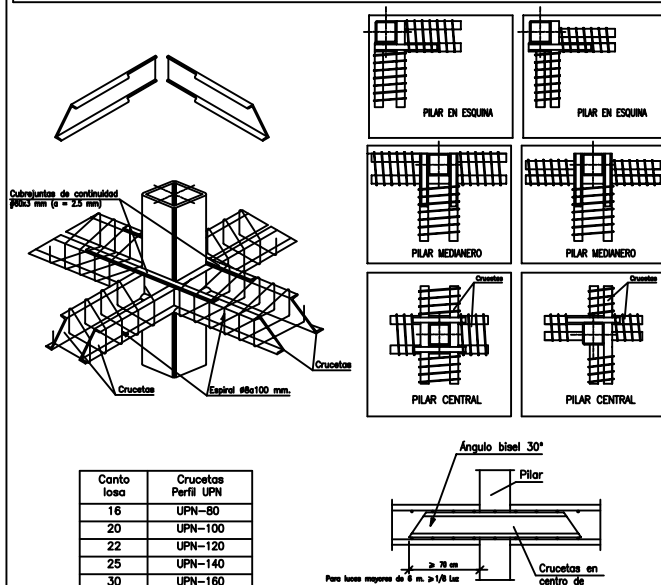 PILAR EN ESQUINA
PILAR EN ESQUINA
Cubrejuntas de continuidad
#80x3 mm (a = 2.5 mm)
PILAR MEDIANERO
PILAR MEDIANERO
Crucetas
Crucetas
Crucetas
Crucetas
Espiral ø8a100 mm.
PILAR CENTRAL
PILAR CENTRAL
Ángulo bisel 30°
Pilar
Canto losa
Crucetas Perfil UPN
16 UPN-80
20 UPN-100
22 UPN-120
25 UPN-140
30 UPN-160
≥ 70 cm
Para luces mayores de 6 m. ≥1/8 Luz
Crucetas en
centro de